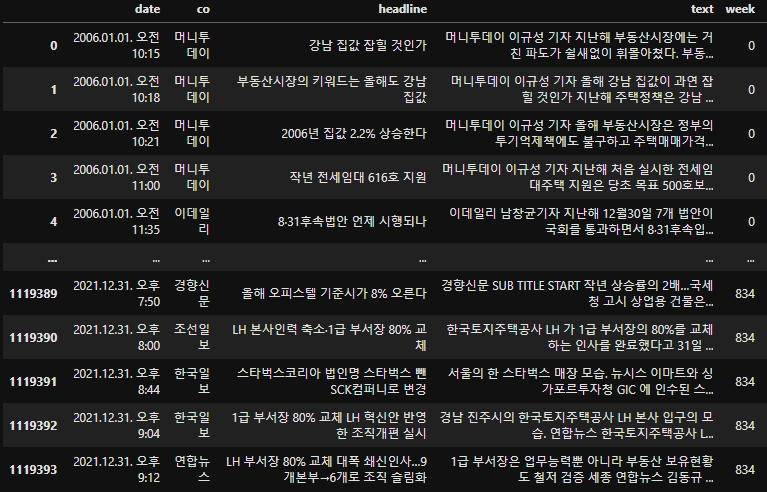 date co headline text week
0 2006.01.01. 오전 머니투 강남 집값 잡힐 것인가 머니투데이 이규성 기자 지난해 부동산시장에는 거 0
10:15 데이 친 파도가 쉴새없이 휘몰아쳤다. 부동...
1 2006.01.01. 오전 머니투 부동산시장의 키워드는 올해도 강남 머니투데이 이규성 기자 올해 강남 집값이 과연 잡 0
10:18 데이 집값 힐 것인가 지난해 주택정책은 강남 ...
2 2006.01.01. 오전 머니투 2006년 집값 2.2% 상승한다 머니투데이 이규성 기자 올해 부동산시장은 정부의 0
10:21 데이 투기억제책에도 불구하고 주택매매가격...
3 2006.01.01. 오전 머니투 작년 전세임대 616호 지원 머니투데이 이규성 기자 지난해 처음 실시한 전세임 0
11:00 데이 대주택 지원은 당초 목표 500호보...
4 2006.01.01. 오전 이데일 8·31후속법안 언제 시행되나 이데일리 남창균기자 지난해 12월30일 7개 법안이 0
11:35 리 국회를 통과하면서 8·31후속입...
... ... ... ... ... ...
1119389 2021.12.31. 오후 경향신 올해 오피스텔 기준시가 8% 오른다 경향신문 SUB TITLE START 작년 상승률의 2배...국세 834
7:50 문 청 고시 상업용 건물은...
1119390 2021.12.31. 오후 조선일 LH 본사인력 축소·1급 부서장 80% 교 한국토지주택공사 LH 가 1급 부서장의 80%를 교체 834
8:00 보 체 하는 인사를 완료했다고 31일 ...
1119391 2021.12.31. 오후 한국일 스타벅스코리아 법인명 스타벅스 뺀 서울의 한 스타벅스 매장 모습. 뉴시스 이마트와 싱 834
8:44 보 SCK컴퍼니로 변경 가포르투자청 GIC 에 인수된 스...
1119392 2021.12.31. 오후 한국일 1급 부서장 80% 교체 LH 혁신안 반영 경남 진주시의 한국토지주택공사 LH 본사 입구의 모 834
9:04 보 한 조직개편 실시 습. 연합뉴스 한국토지주택공사 L...
1119393 2021.12.31. 오후 연합뉴 LH 부서장 80% 교체 대폭 쇄신인사...9 1급 부서장은 업무능력뿐 아니라 부동산 보유현황 834
9:12 스 개본부→6개로 조직 슬림화 도 철저 검증 세종 연합뉴스 김동규 ...